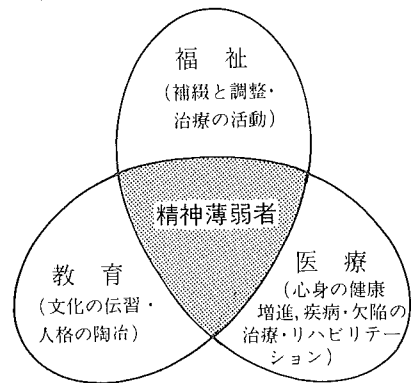 福祉
(補綴と調整・
治療の活動)
精神薄弱者
教育
(文化の伝習・
人格の陶冶)
医療
(心身の健康
増進,疾病・欠陥の
治療・リハビリテー
ション)